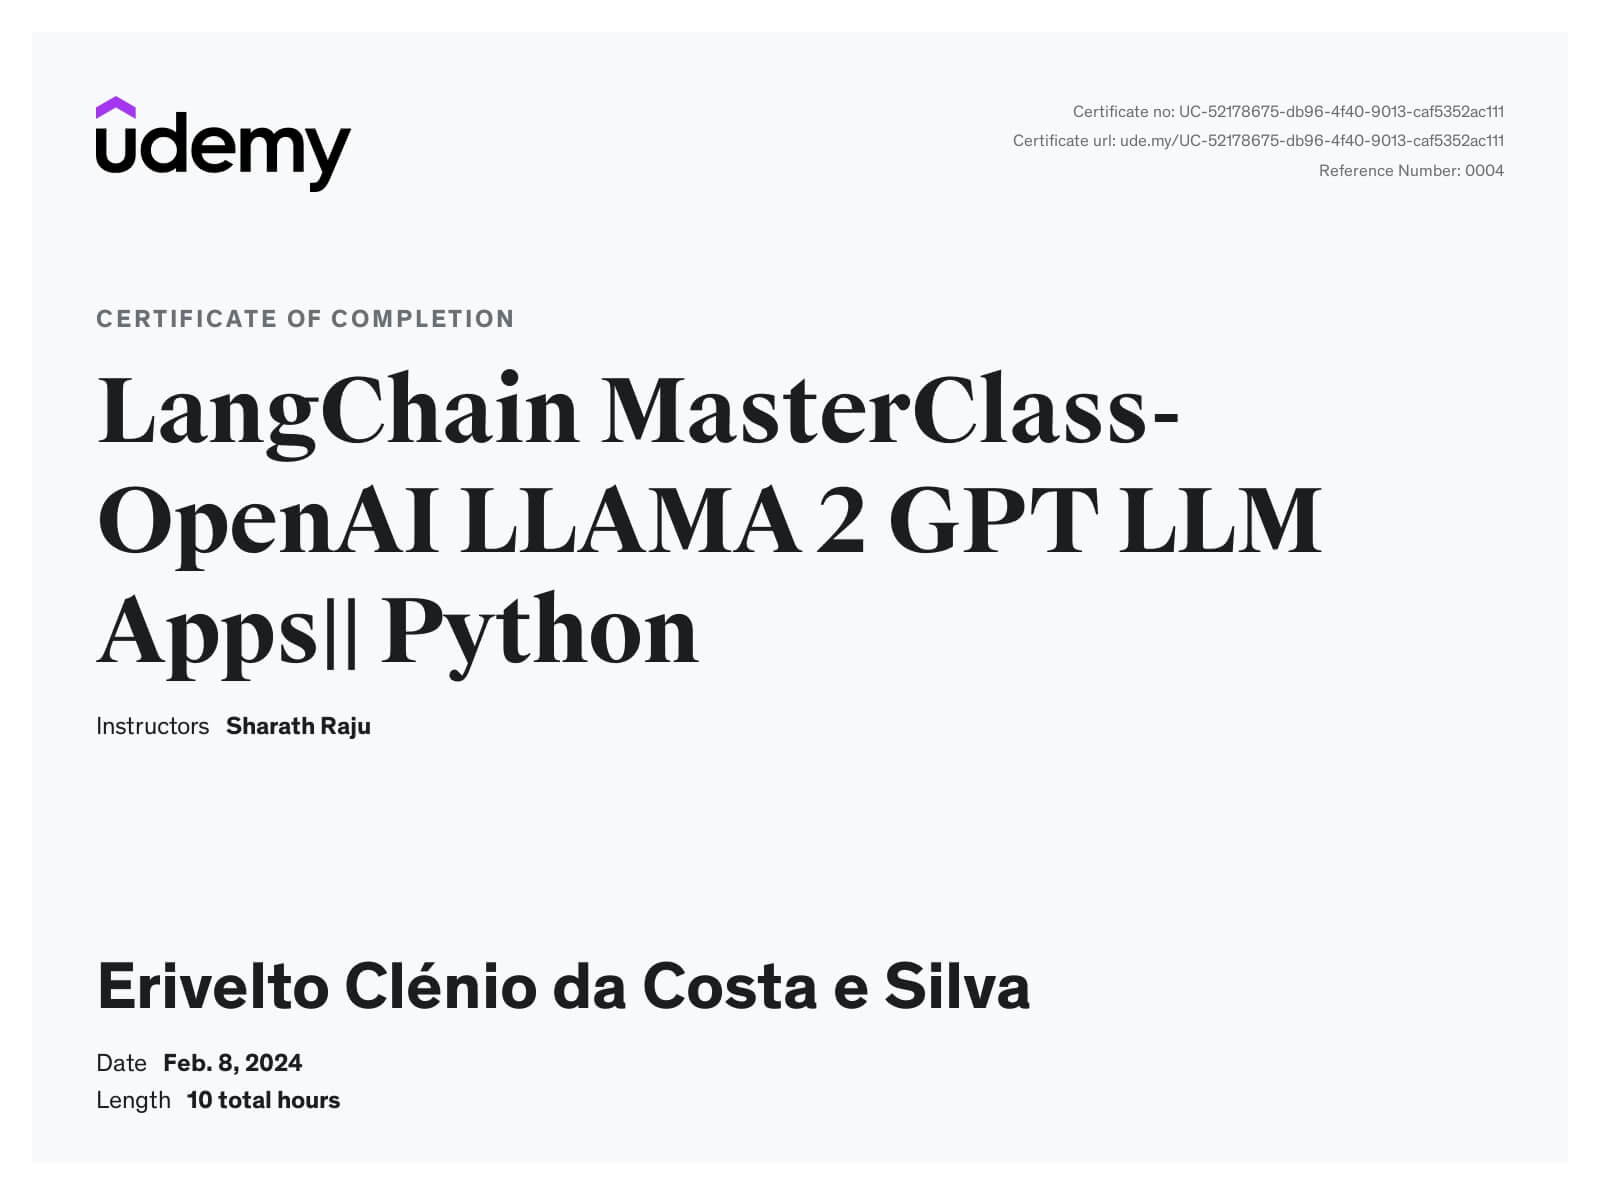 udemy
Certificate no: UC-52178675-db96-4f40-9013-caf5352ac111
Certificate url: ude.my/UC-52178675-db96-4f40-9013-caf5352ac111
Reference Number: 0004
CERTIFICATE OF COMPLETION
LangChain MasterClass-
OpenAI LLAMA 2 GPT LLM
Apps|| Python
Instructors Sharath Raju
Erivelto Clénio da Costa e Silva
Date Feb. 8, 2024
Length 10 total hours